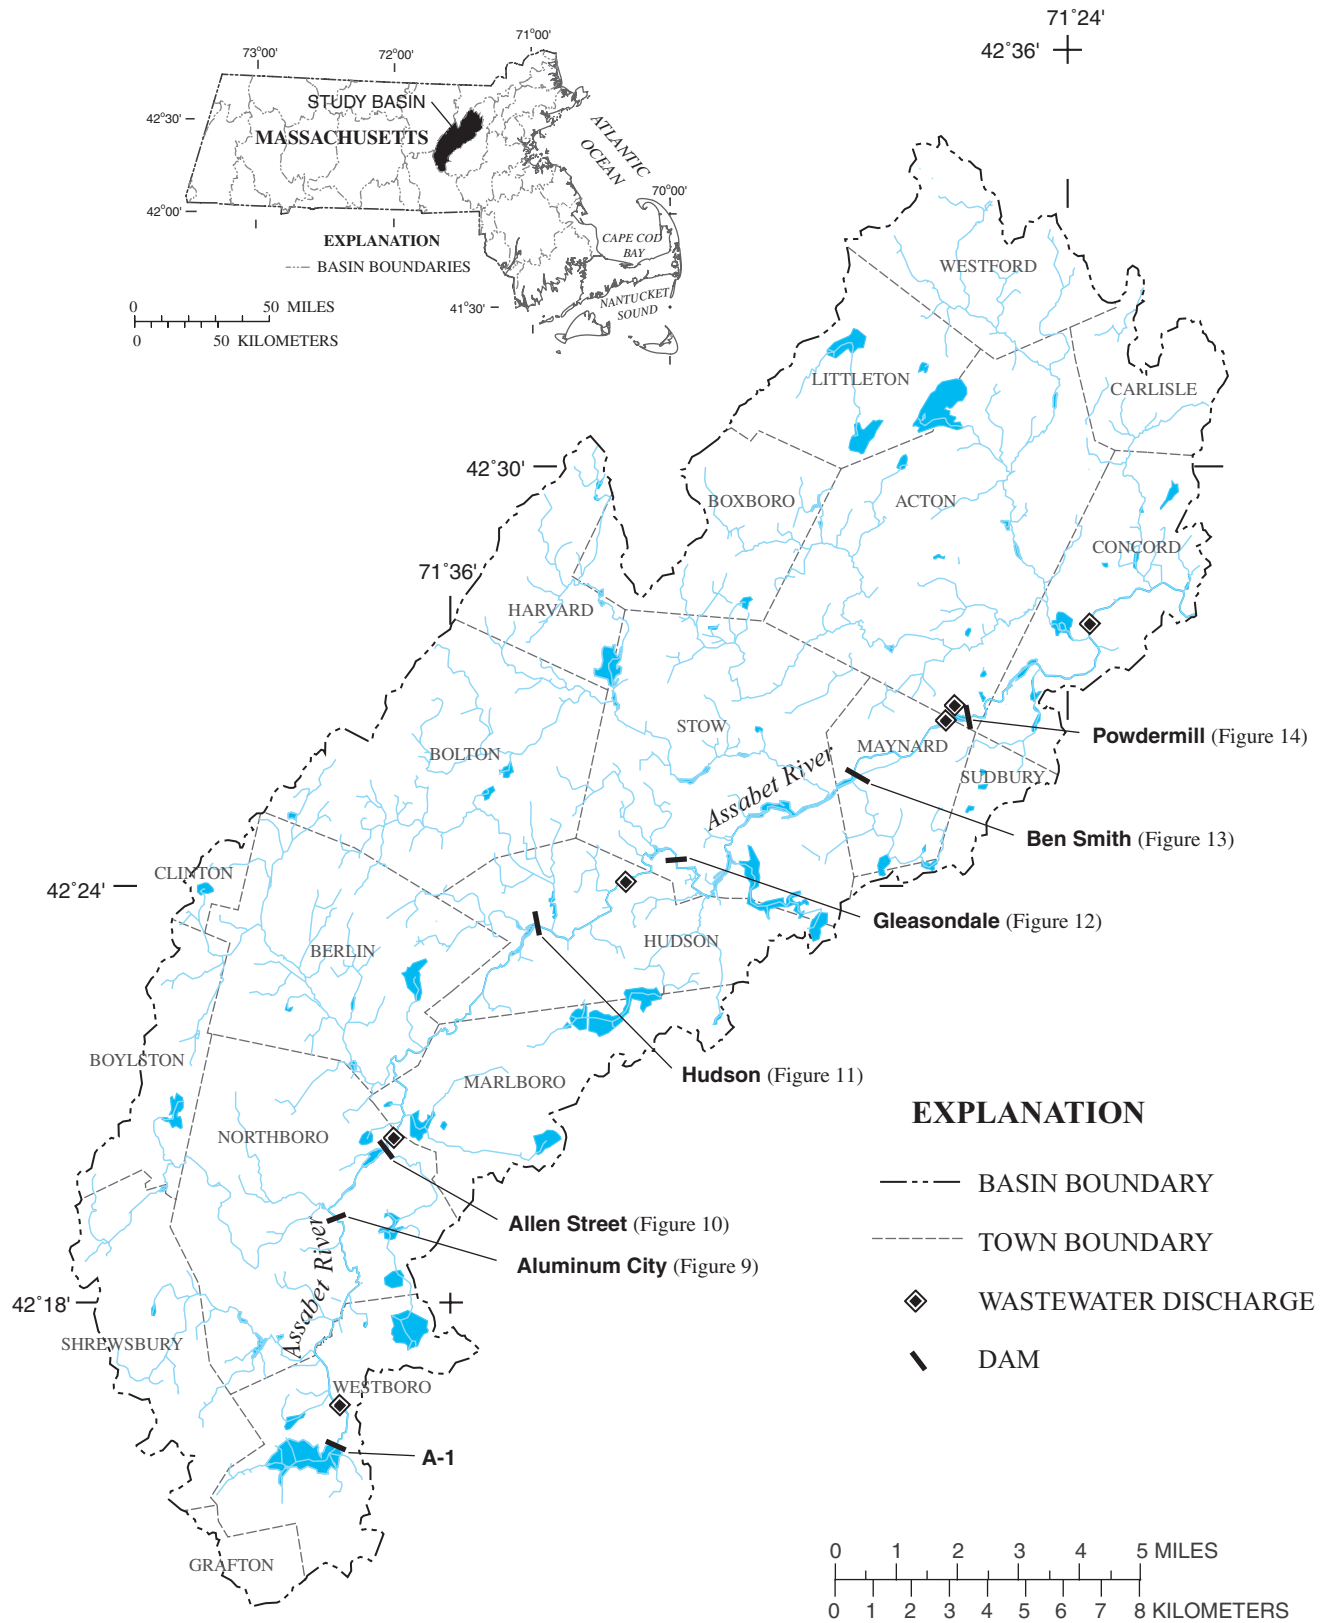 71°24'
42°36'
73°00'
72°00'
71°00'
42°30'
STUDY BASIN
MASSACHUSETTS
ATLANTIC
OCEAN
70°00'
42°00'
EXPLANATION
BASIN BOUNDARIES
CAPE COD
BAY
NANTUCKET
SOUND
41°30'
0 50 MILES
0 50 KILOMETERS
WESTFORD
LITTLETON
CARLISLE
42°30'
BOXBORO
ACTON
CONCORD
71°36'
HARVARD
STOW
BOLTON
MAYNARD
SUDBURY
Powdermill (Figure 14)
Assabet River
Ben Smith (Figure 13)
CLINTON
42°24'
Gleasondale (Figure 12)
HUDSON
BERLIN
BOYLSTON
Hudson (Figure 11)
MARLBORO
NORTHBORO
Allen Street (Figure 10)
Aluminum City (Figure 9)
Assabet River
42°18'
SHREWSBURY
WESTBORO
A-1
GRAFTON
EXPLANATION
BASIN BOUNDARY
TOWN BOUNDARY
WASTEWATER DISCHARGE
DAM
0 1 2 3 4 5 MILES
0 1 2 3 4 5 6 7 8 KILOMETERS